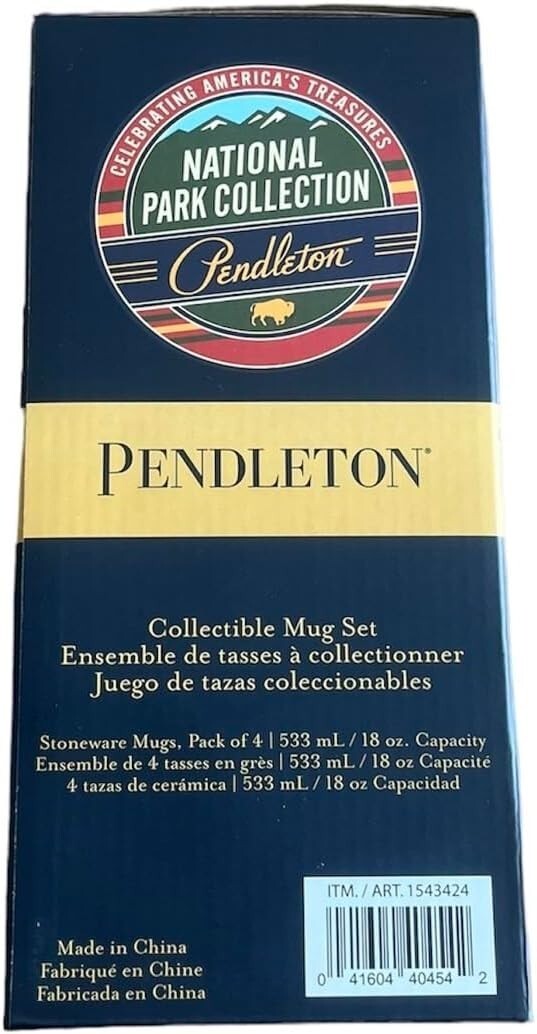 CELEBRATING AMERICA'S TREASURES
NATIONAL
PARK COLLECTION
Pendleton
PENDLETON®
Collectible Mug Set
Ensemble de tasses à collectionner
Juego de tazas coleccionables
Stoneware Mugs, Pack of 4 | 533 mL / 18 oz. Capacity
Ensemble de 4 tasses en grès | 533 mL / 18 oz Capacité
4 tazas de cerámica | 533 mL / 18 oz Capacidad
ITM. / ART. 1543424
0 41604 40454 2
Made in China
Fabriqué en Chine
Fabricada en China